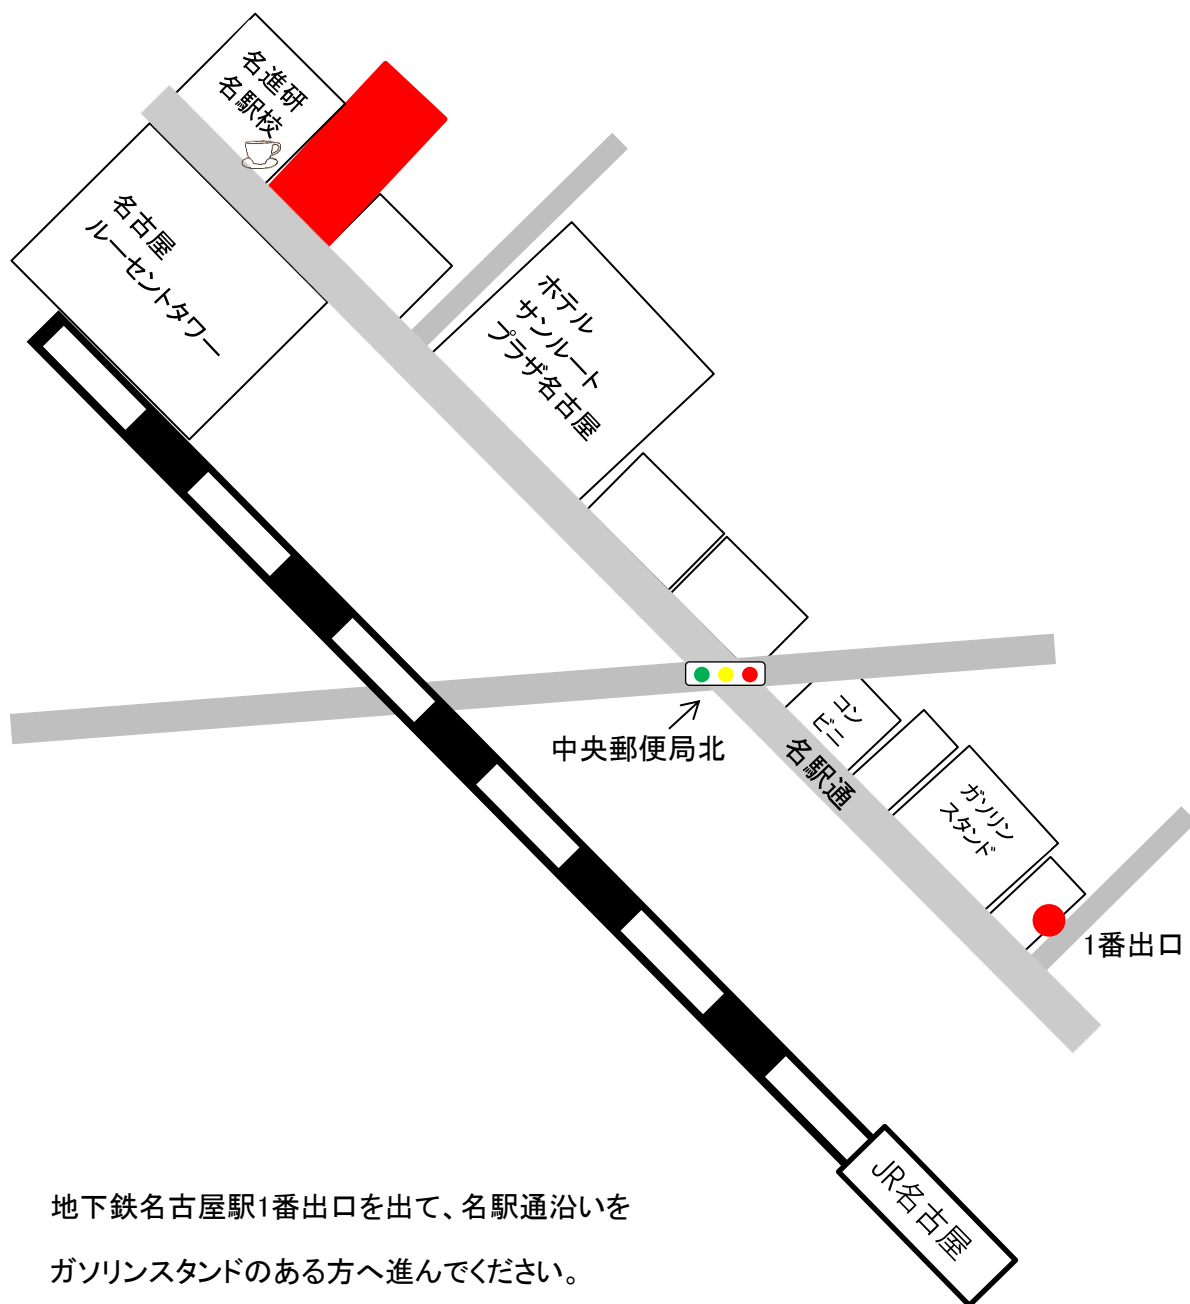 名進研
名駅校
名古屋
ルーセントタワー
ホテル
サンルート
プラザ名古屋
中央郵便局北
コン
ビニ
名駅通
ガソリン
スタンド
1番出口
JR名古屋
地下鉄名古屋駅1番出口を出て、名駅通沿いを
ガソリンスタンドのある方へ進んでください。